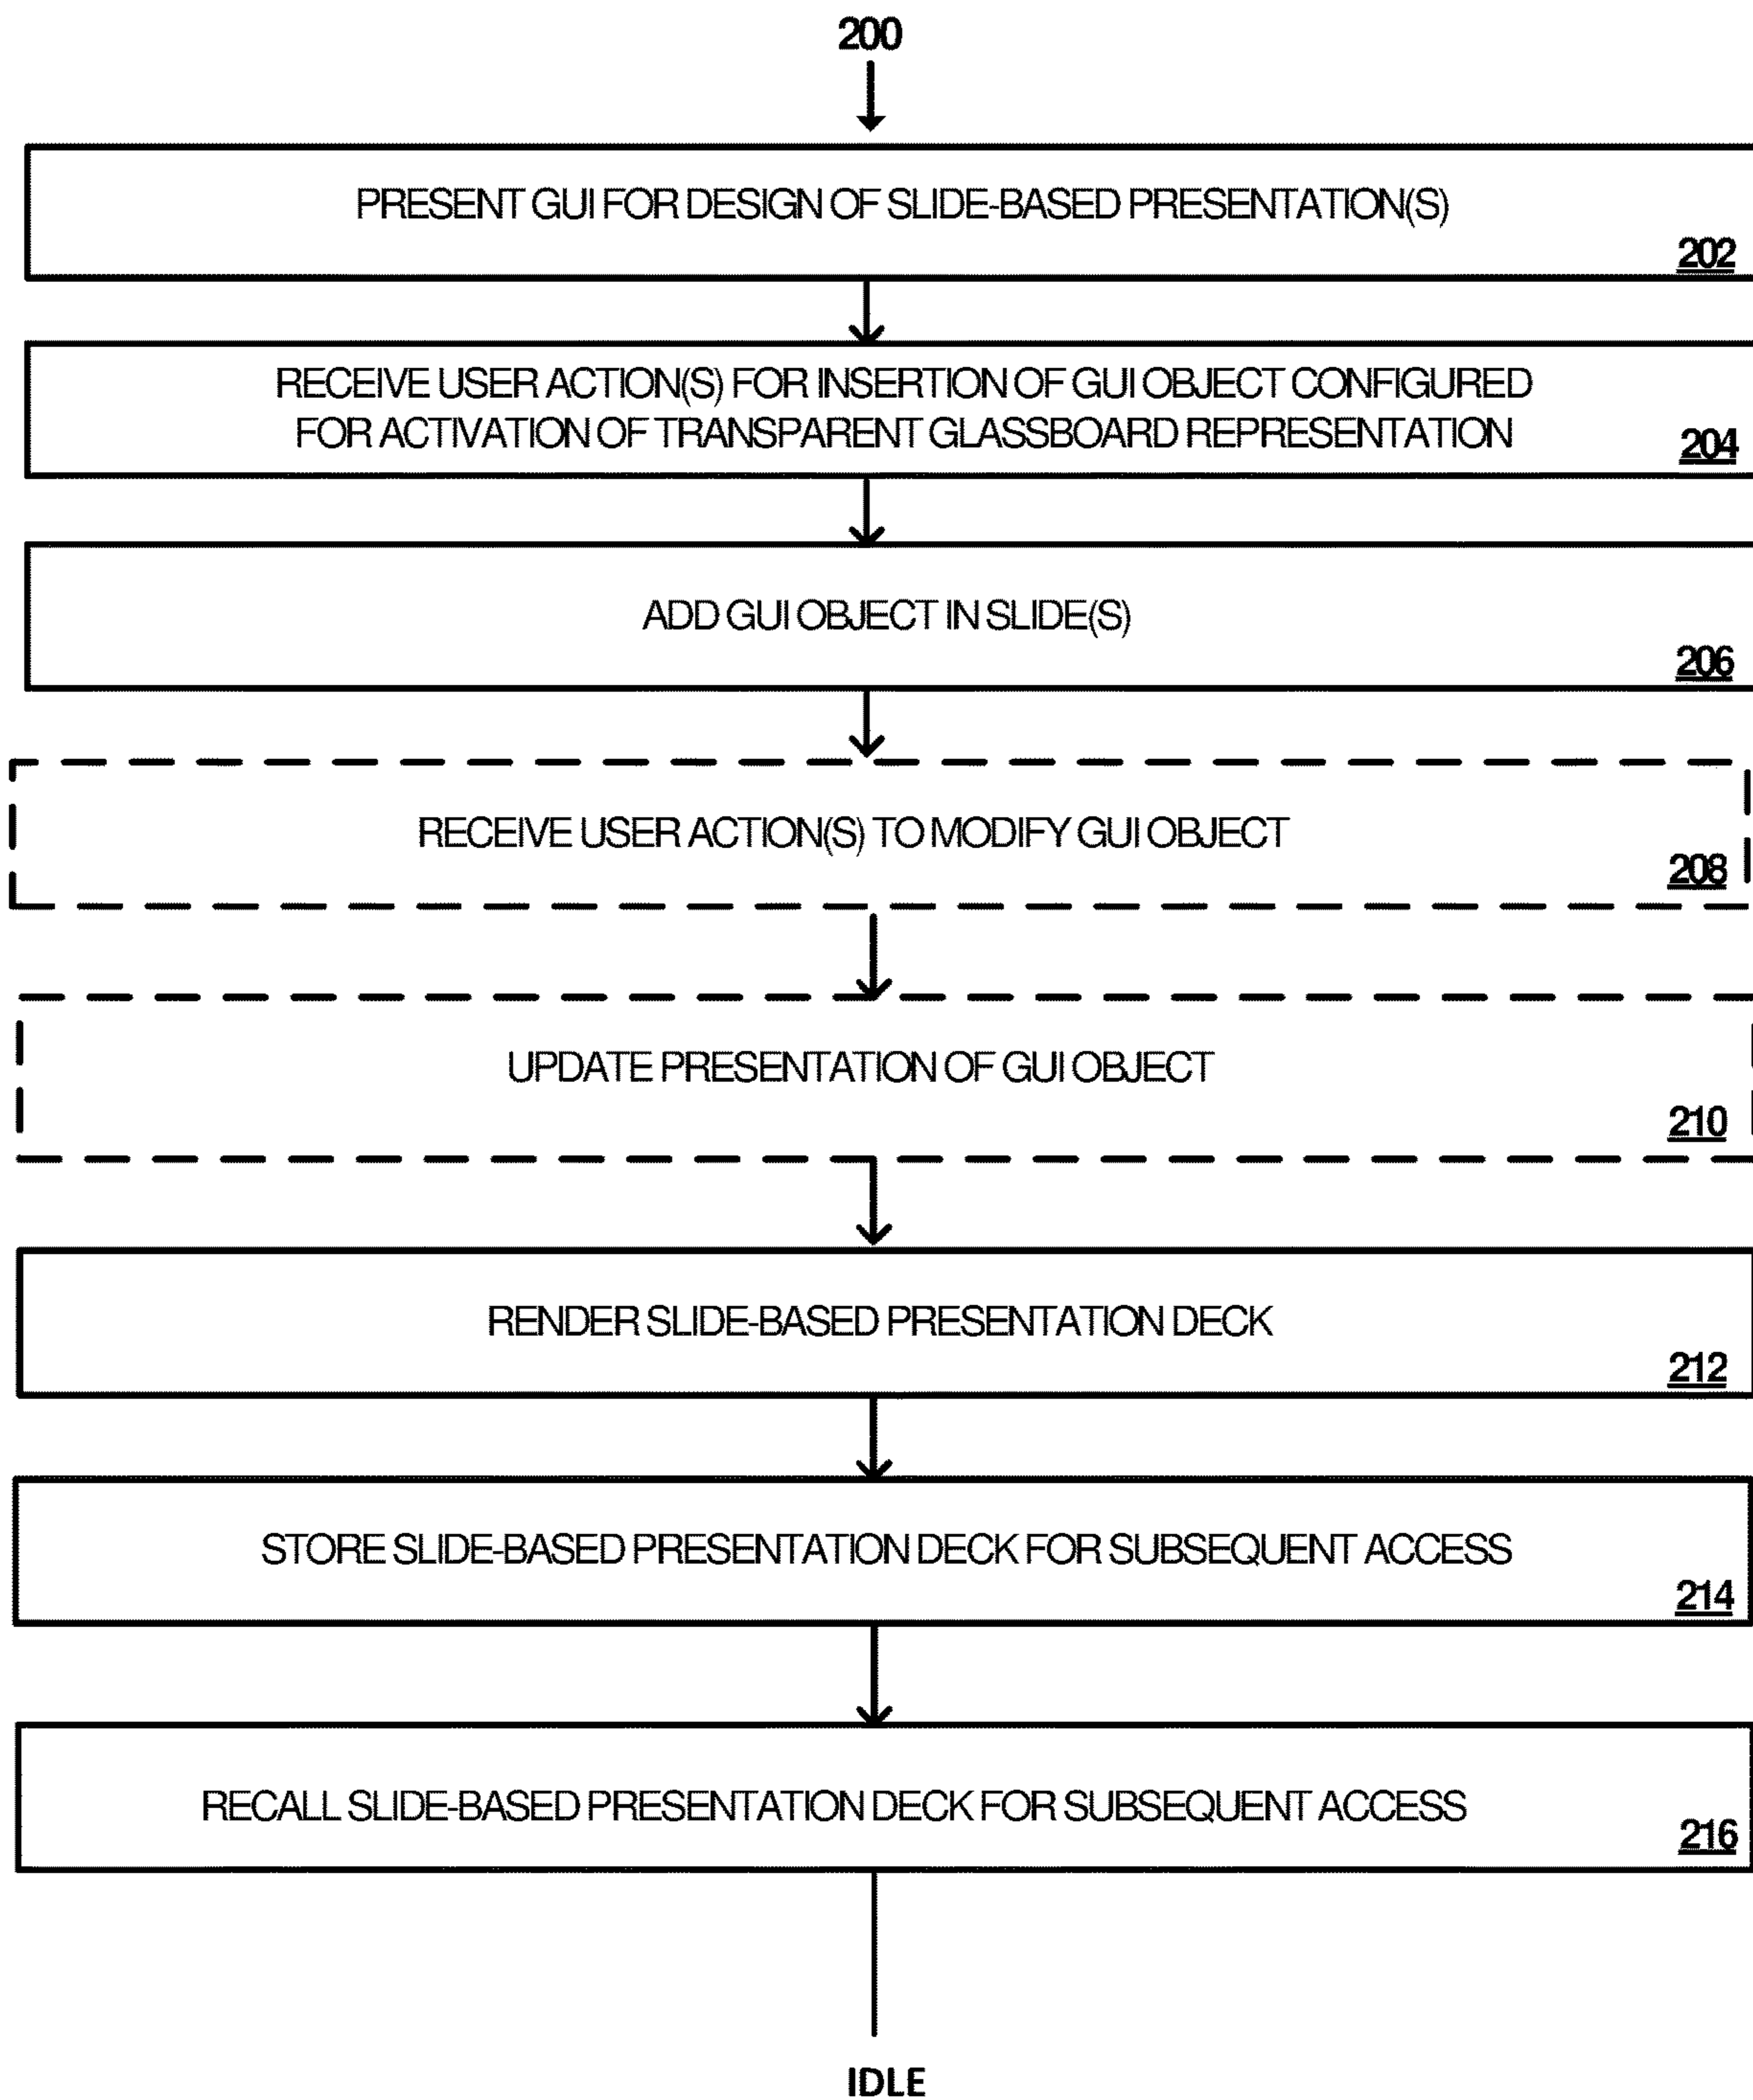 200
PRESENT GUI FOR DESIGN OF SLIDE-BASED PRESENTATION(S)
202
RECEIVE USER ACTION(S) FOR INSERTION OF GUI OBJECT CONFIGURED
FOR ACTIVATION OF TRANSPARENT GLASSBOARD REPRESENTATION
204
ADD GUI OBJECT IN SLIDE(S)
206
RECEIVE USER ACTION(S) TO MODIFY GUI OBJECT
208
UPDATE PRESENTATION OF GUI OBJECT
210
RENDER SLIDE-BASED PRESENTATION DECK
212
STORE SLIDE-BASED PRESENTATION DECK FOR SUBSEQUENT ACCESS
214
RECALL SLIDE-BASED PRESENTATION DECK FOR SUBSEQUENT ACCESS
216
IDLE